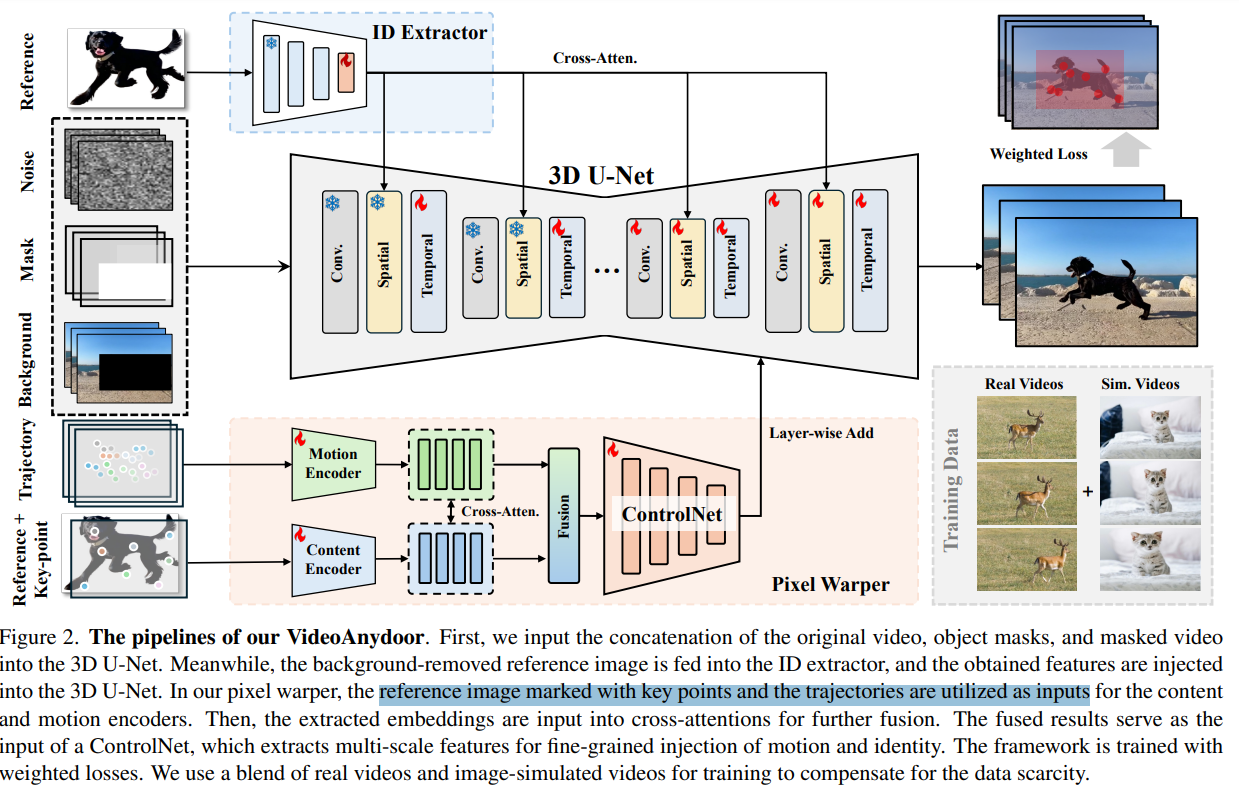 Reference
ID Extractor
Cross-Atten.
Noise
Mask
Background
Trajectory
Reference +
Key-point
3D U-Net
Conv.
Spatial
Temporal
Conv.
Spatial
Temporal
...
Conv.
Spatial
Temporal
Conv.
Spatial
Temporal
Weighted Loss
Layer-wise Add
Motion
Encoder
Cross-Atten.
Content
Encoder
Fusion
ControlNet
Pixel Warper
Training Data
Real Videos
Sim. Videos
+
Figure 2. The pipelines of our VideoAnydoor. First, we input the concatenation of the original video, object masks, and masked video
into the 3D U-Net. Meanwhile, the background-removed reference image is fed into the ID extractor, and the obtained features are injected
into the 3D U-Net. In our pixel warper, the reference image marked with key points and the trajectories are utilized as inputs for the content
and motion encoders. Then, the extracted embeddings are input into cross-attentions for further fusion. The fused results serve as the
input of a ControlNet, which extracts multi-scale features for fine-grained injection of motion and identity. The framework is trained with
weighted losses. We use a blend of real videos and image-simulated videos for training to compensate for the data scarcity.